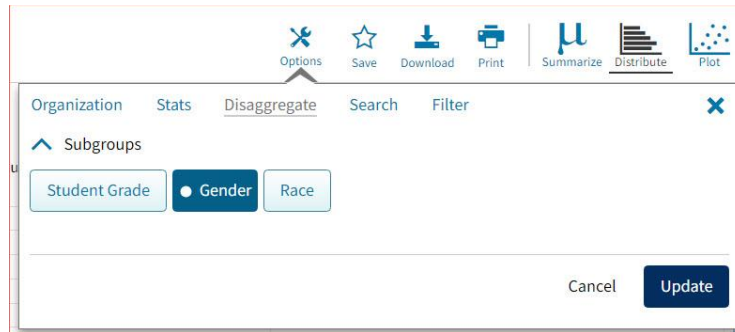 Options Save Download Print Summarize Distribute Plot
Organization Stats Disaggregate Search Filter
Subgroups
u
Student Grade Gender Race
Cancel Update